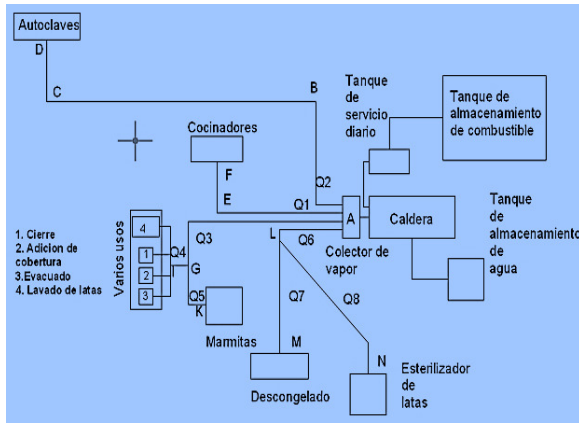 Autoclaves
D
C
B
Tanque
de
servicio
diario
Tanque de
almacenamiento
de combustible
Cocinadores
F
E
Q2
Q1
A
Caldera
Tanque
de
almacenamiento
de
agua
Colector de
vapor
1. Cierre
2. Adicion de
cobertura
3.Evacuado
4. Lavado de latas
Varios usos
4
1
2
3
Q4
I
G
Q3
Q5
K
Marmitas
L
Q6
Q7
Q8
M
Descongelado
N
Esterilizador
de
latas